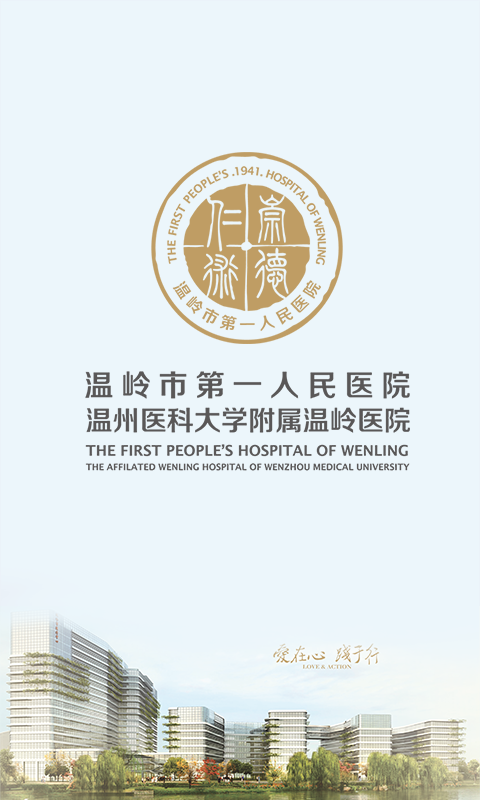 THE FIRST PEOPLE'S .1941. HOSPITAL OF WENLING
崇德
仁术
温岭市第一人民医院
温岭市第一人民医院
温州医科大学附属温岭医院
THE FIRST PEOPLE'S HOSPITAL OF WENLING
THE AFFILATED WENLING HOSPITAL OF WENZHOU MEDICAL UNIVERSITY
愛在心 践于行
LOVE & ACTION